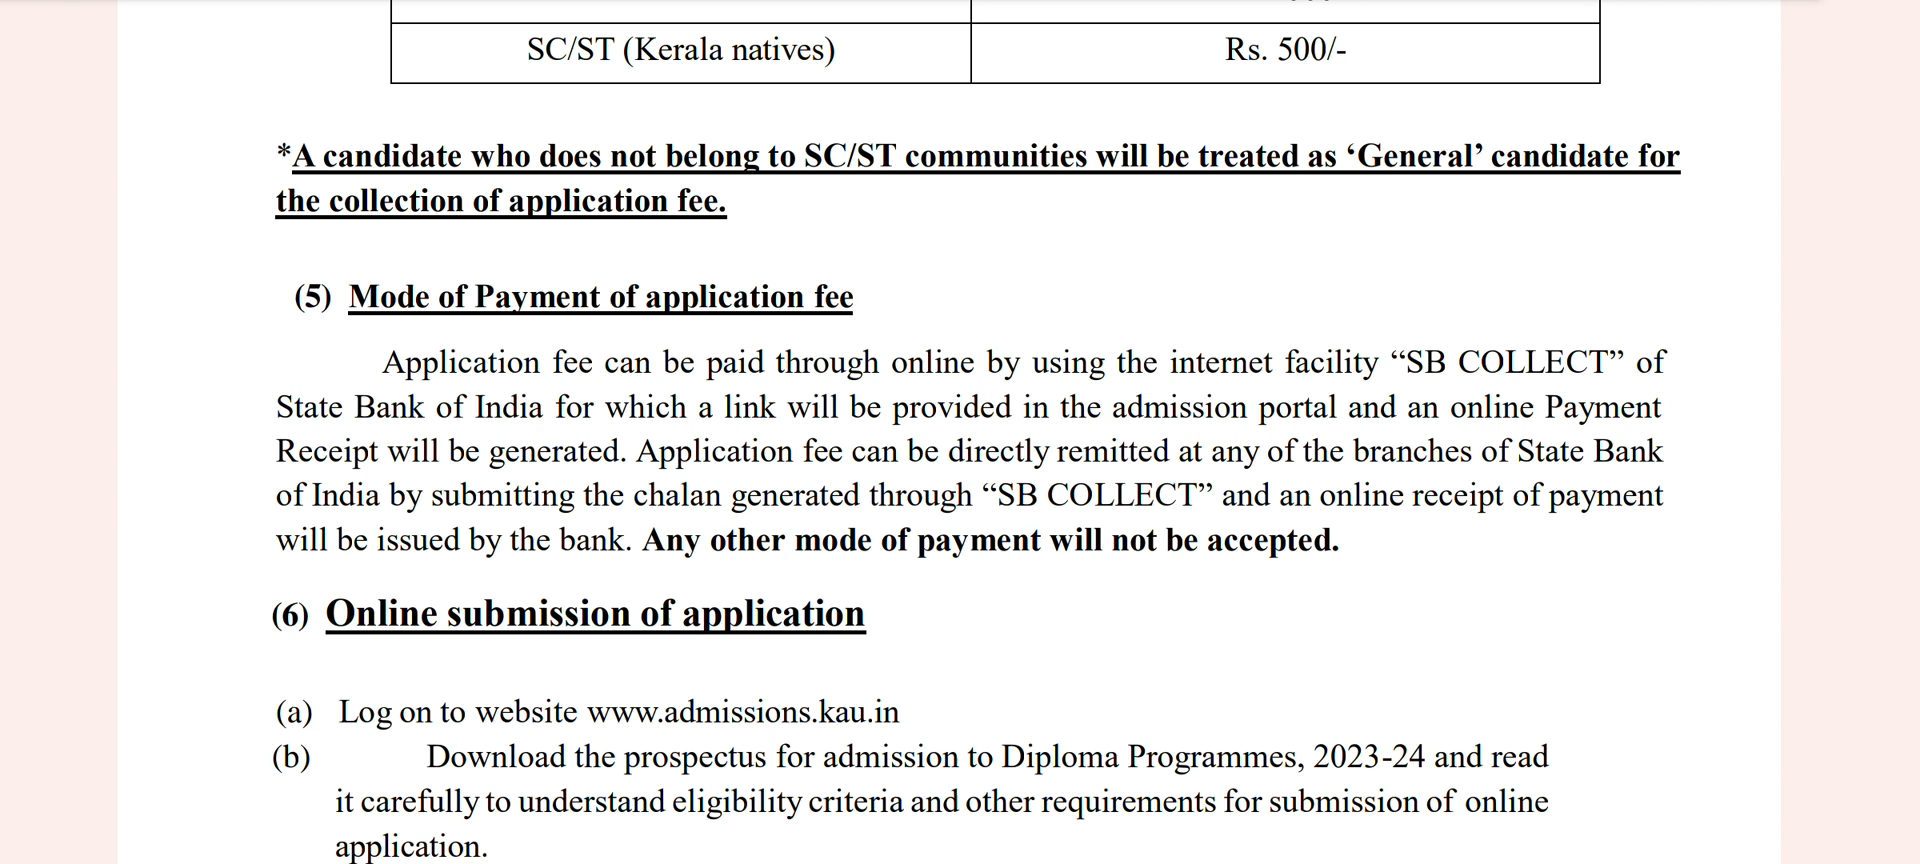 SC/ST (Kerala natives) Rs. 500/-
*A candidate who does not belong to SC/ST communities will be treated as ‘General’ candidate for
the collection of application fee.
(5) Mode of Payment of application fee
Application fee can be paid through online by using the internet facility “SB COLLECT” of
State Bank of India for which a link will be provided in the admission portal and an online Payment
Receipt will be generated. Application fee can be directly remitted at any of the branches of State Bank
of India by submitting the chalan generated through “SB COLLECT” and an online receipt of payment
will be issued by the bank. Any other mode of payment will not be accepted.
(6) Online submission of application
(a) Log on to website www.admissions.kau.in
(b) Download the prospectus for admission to Diploma Programmes, 2023-24 and read
it carefully to understand eligibility criteria and other requirements for submission of online
application.